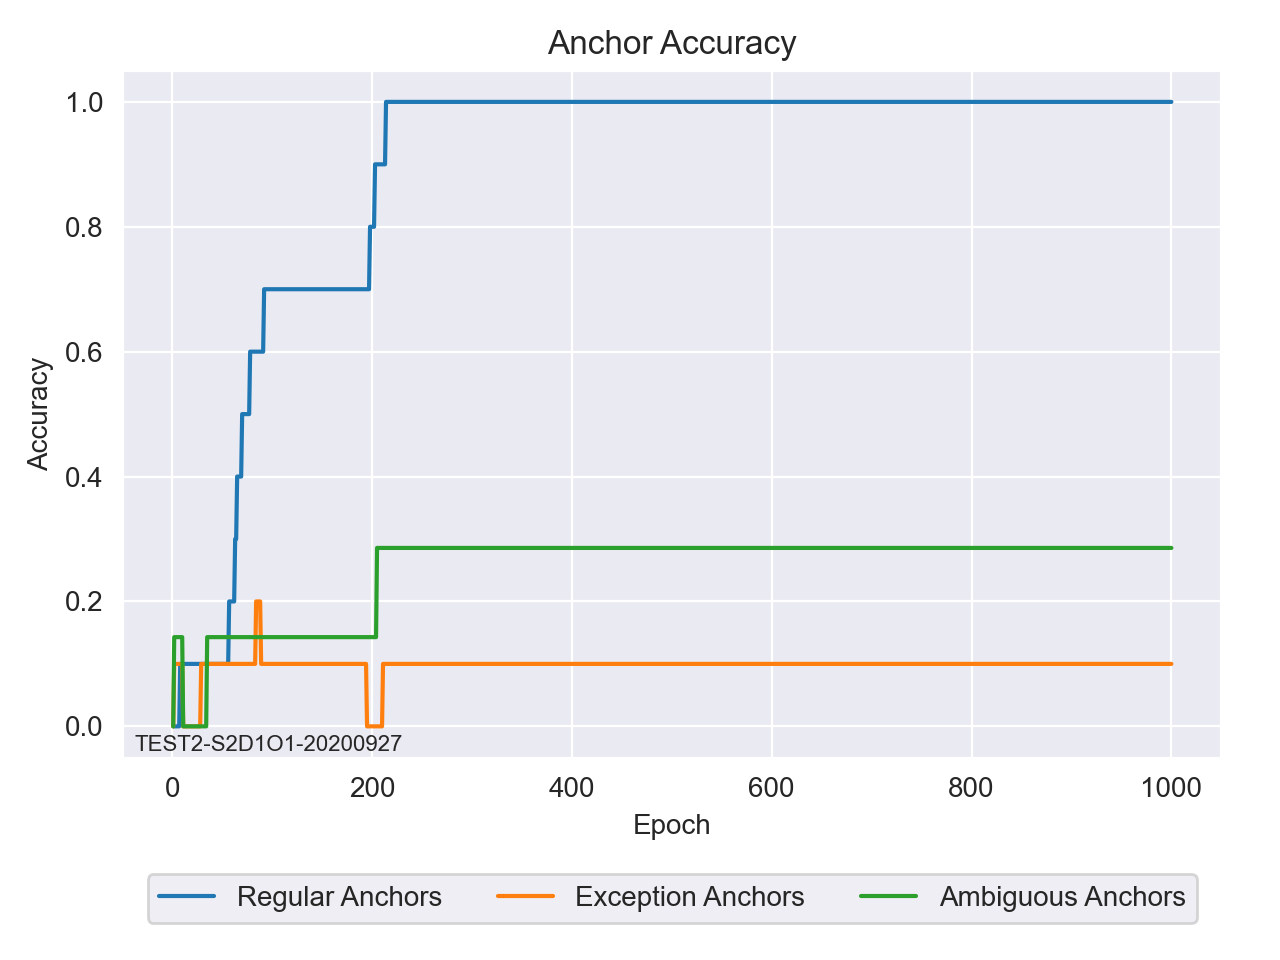 Anchor Accuracy
1.0
0.8
0.6
0.4
0.2
0.0
Accuracy
TEST2-S2D1O1-20200927
0 200 400 600 800 1000
Epoch
Regular Anchors Exception Anchors Ambiguous Anchors